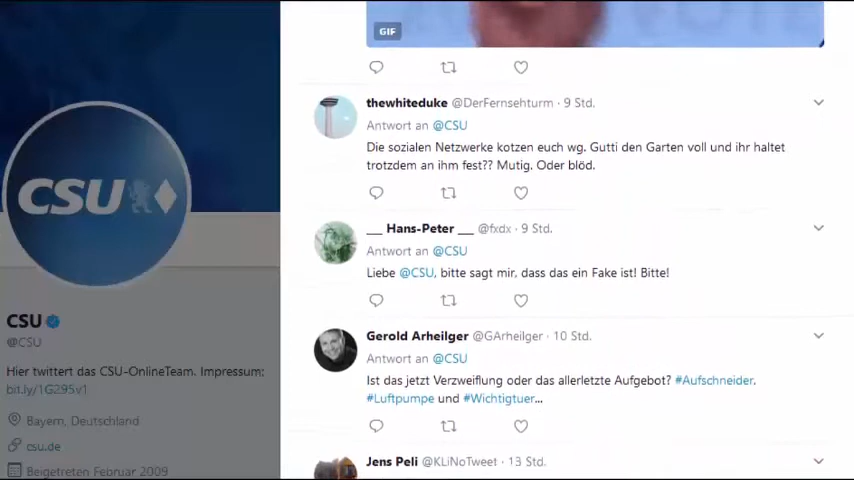 CSU
CSU
@CSU
Hier twittert das CSU-OnlineTeam. Impressum:
bit.ly/1G295v1
Bayern, Deutschland
csu.de
Beigetreten Februar 2009
GIF
thewhiteduke @DerFernsehturm · 9 Std.
Antwort an @CSU
Die sozialen Netzwerke kotzen euch wg. Gutti den Garten voll und ihr haltet
trotzdem an ihm fest?? Mutig. Oder blöd.
___ Hans-Peter ___ @fxdx · 9 Std.
Antwort an @CSU
Liebe @CSU, bitte sagt mir, dass das ein Fake ist! Bitte!
Gerold Arheilger @GArheilger · 10 Std.
Antwort an @CSU
Ist das jetzt Verzweiflung oder das allerletzte Aufgebot? #Aufschneider,
#Luftpumpe und #Wichtigtuer...
Jens Peli @KLiNoTweet · 13 Std.